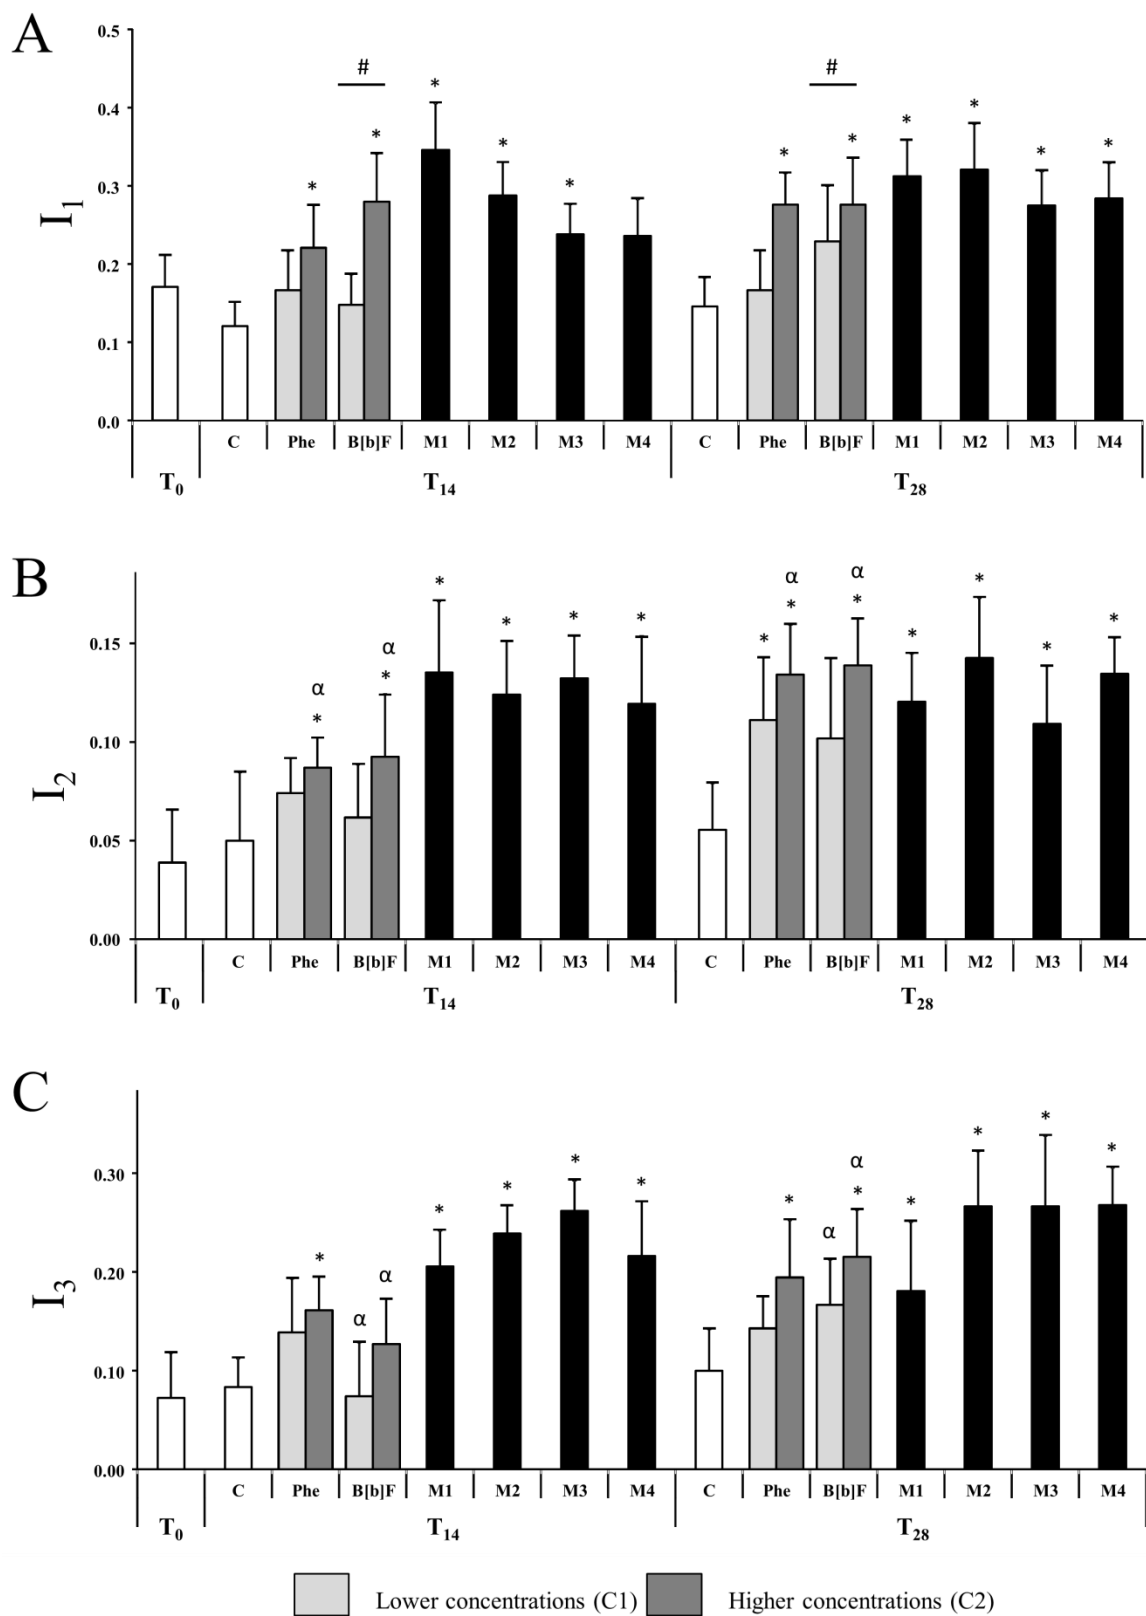 A
0.5
#
#
*
*
*
*
*
*
*
*
*
*
*
*
0.4
0.3
I1
0.2
0.1
0.0
C Phe B[b]F M1 M2 M3 M4 C Phe B[b]F M1 M2 M3 M4
T0 T14 T28
B
α α α α
* * * * * * * * * * * * *
0.15
0.10
I2
0.05
0.00
C Phe B[b]F M1 M2 M3 M4 C Phe B[b]F M1 M2 M3 M4
T0 T14 T28
C
α α α α
* * * * * * * * * * *
0.30
0.20
I3
0.10
0.00
C Phe B[b]F M1 M2 M3 M4 C Phe B[b]F M1 M2 M3 M4
T0 T14 T28
Lower concentrations (C1) Higher concentrations (C2)